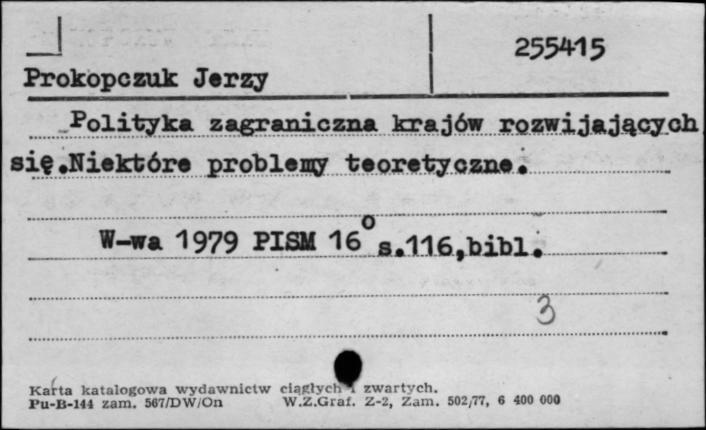 255415
Prokopczuk Jerzy
Polityka zagraniczna krajów rozwijających
się.Niektóre problemy teoretyczne.
W-wa 1979 PISM 16° s.116,bibl.
3
Karta katalogowa wydawnictw ciągłych i zwartych.
Pu-B-144 zam. 567/DW/On W.Z.Graf. Z-2, Zam. 502/77, 6 400 000